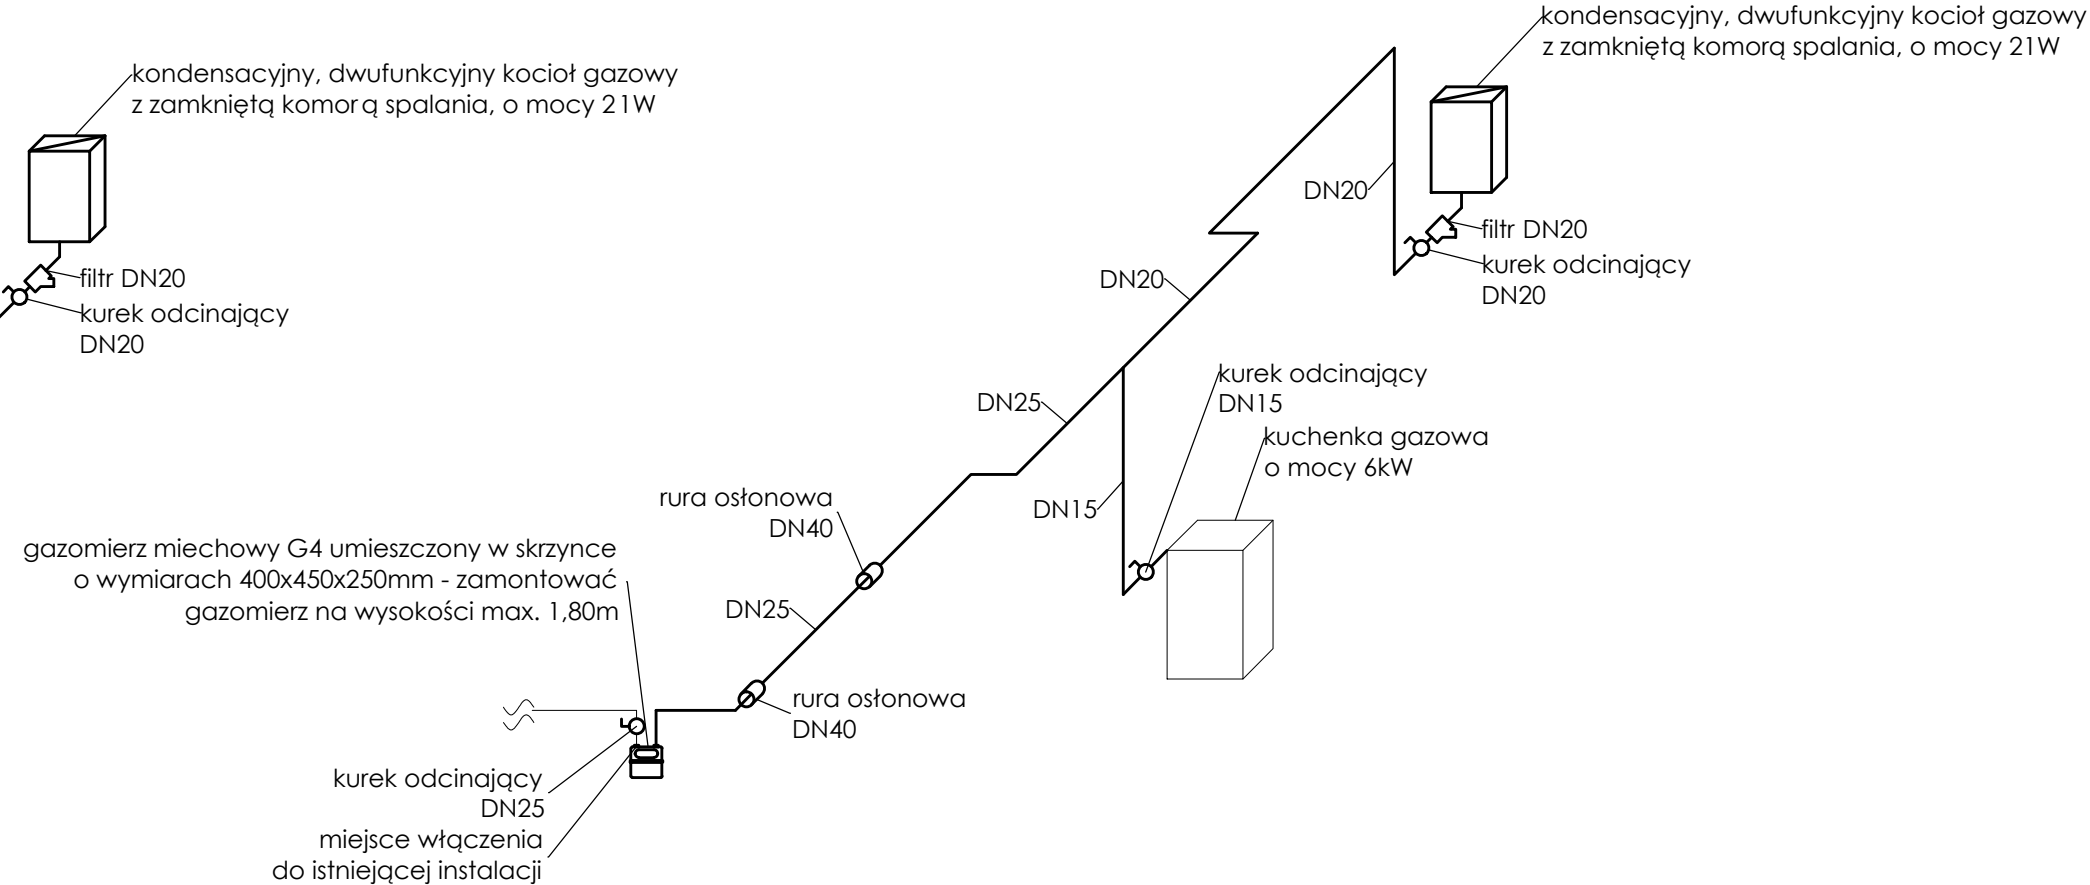 kondensacyjny, dwufunkcyjny kocioł gazowy
z zamkniętą komorą spalania, o mocy 21W
filtr DN20
kurek odcinający
DN20
kondensacyjny, dwufunkcyjny kocioł gazowy
z zamkniętą komorą spalania, o mocy 21W
DN20
filtr DN20
kurek odcinający
DN20
DN20
DN25
kurek odcinający
DN15
kuchenka gazowa
o mocy 6kW
DN15
rura osłonowa
DN40
gazomierz miechowy G4 umieszczony w skrzynce
o wymiarach 400x450x250mm - zamontować
gazomierz na wysokości max. 1,80m
DN25
rura osłonowa
DN40
kurek odcinający
DN25
miejsce włączenia
do istniejącej instalacji